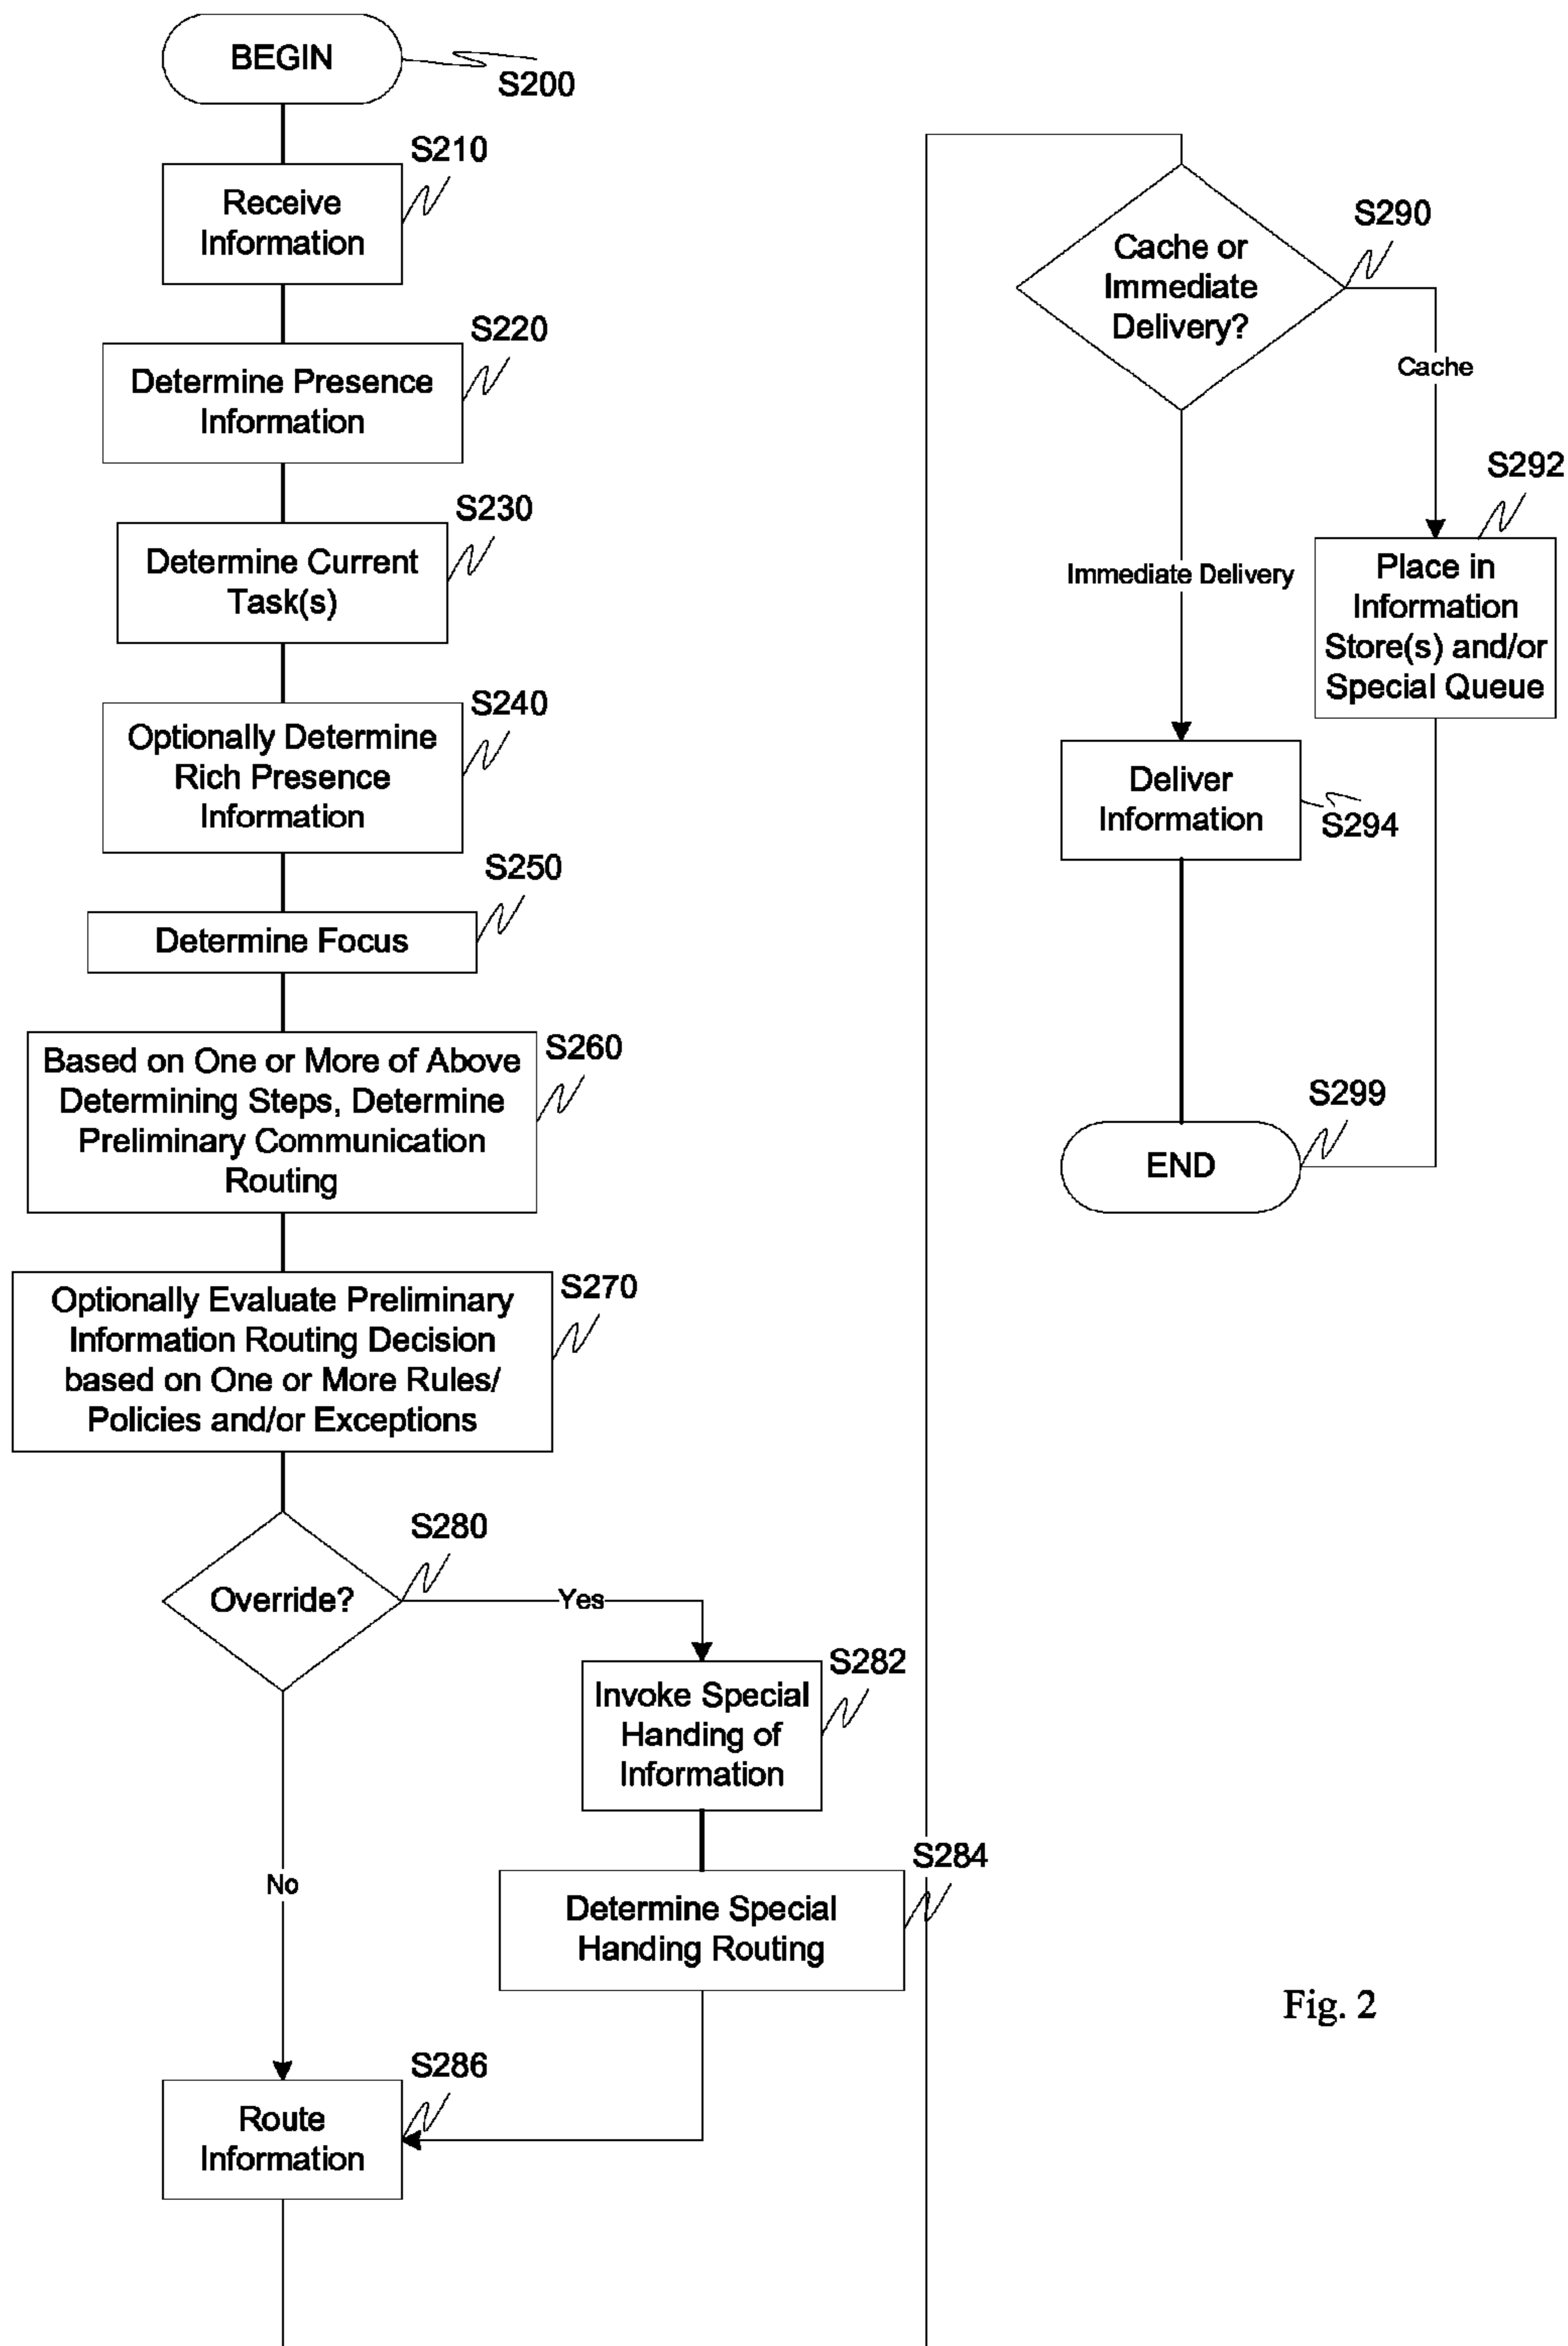 BEGIN
S200
S210
Receive
Information
S220
Determine Presence
Information
S230
Determine Current
Task(s)
S240
Optionally Determine
Rich Presence
Information
S250
Determine Focus
S260
Based on One or More of Above
Determining Steps, Determine
Preliminary Communication
Routing
S270
Optionally Evaluate Preliminary
Information Routing Decision
based on One or More Rules/
Policies and/or Exceptions
S280
Override?
Yes
S282
Invoke Special
Handing of
Information
S284
Determine Special
Handing Routing
No
S286
Route
Information
S290
Cache or
Immediate
Delivery?
Cache
S292
Place in
Information
Store(s) and/or
Special Queue
Immediate Delivery
Deliver
Information
S294
S299
END
Fig. 2